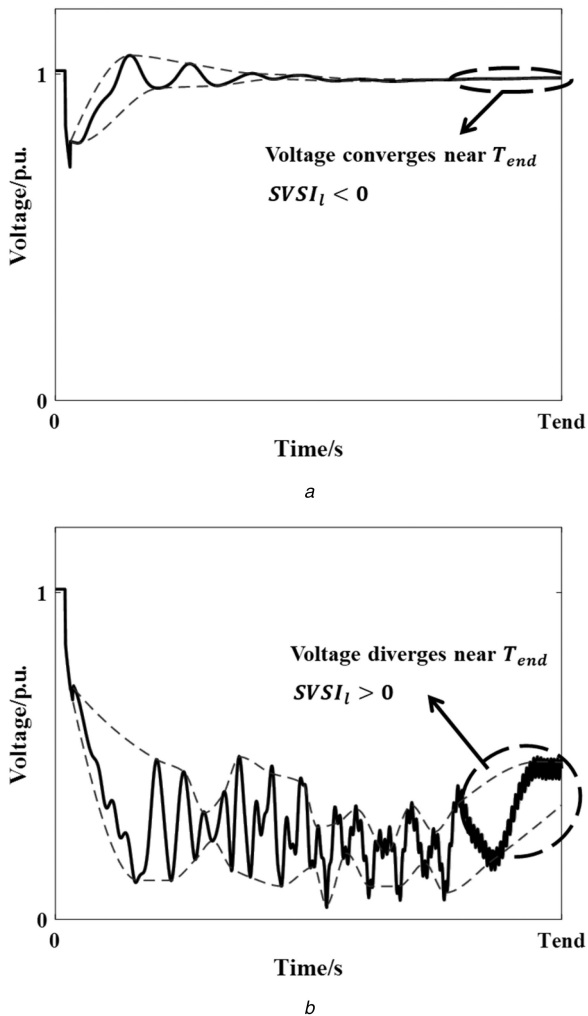 1
Voltage/p.u.
Voltage converges near T_end
SVSI_l < 0
0
0
Tend
Time/s
a
1
Voltage/p.u.
Voltage diverges near T_end
SVSI_l > 0
0
0
Tend
Time/s
b